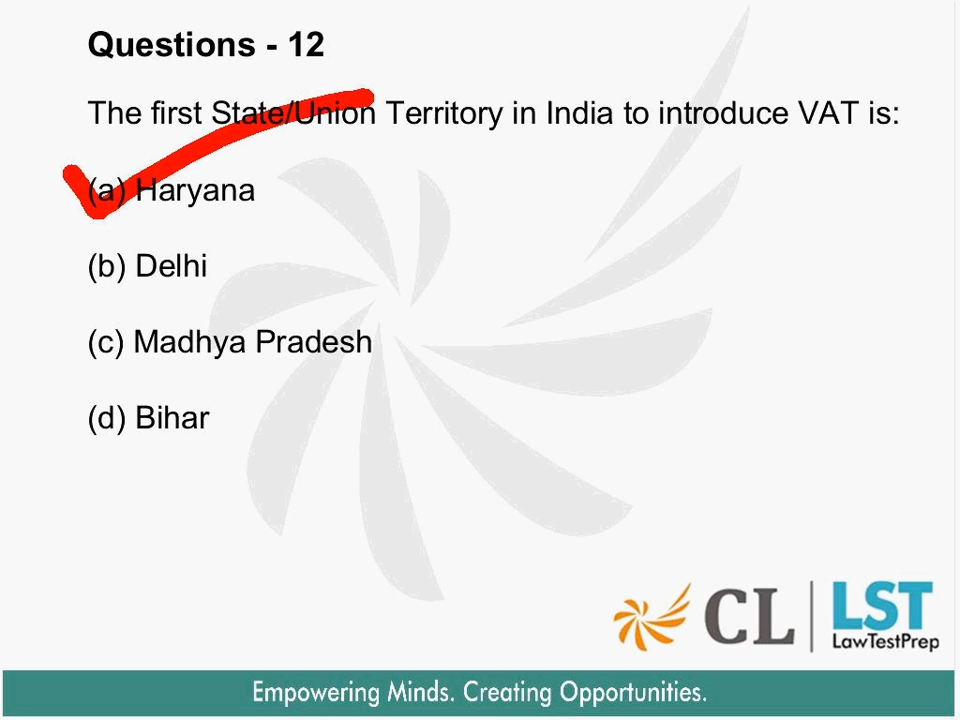 Questions - 12
The first State/Union Territory in India to introduce VAT is:
(a) Haryana
(b) Delhi
(c) Madhya Pradesh
(d) Bihar
CL | LST
LawTestPrep
Empowering Minds. Creating Opportunities.